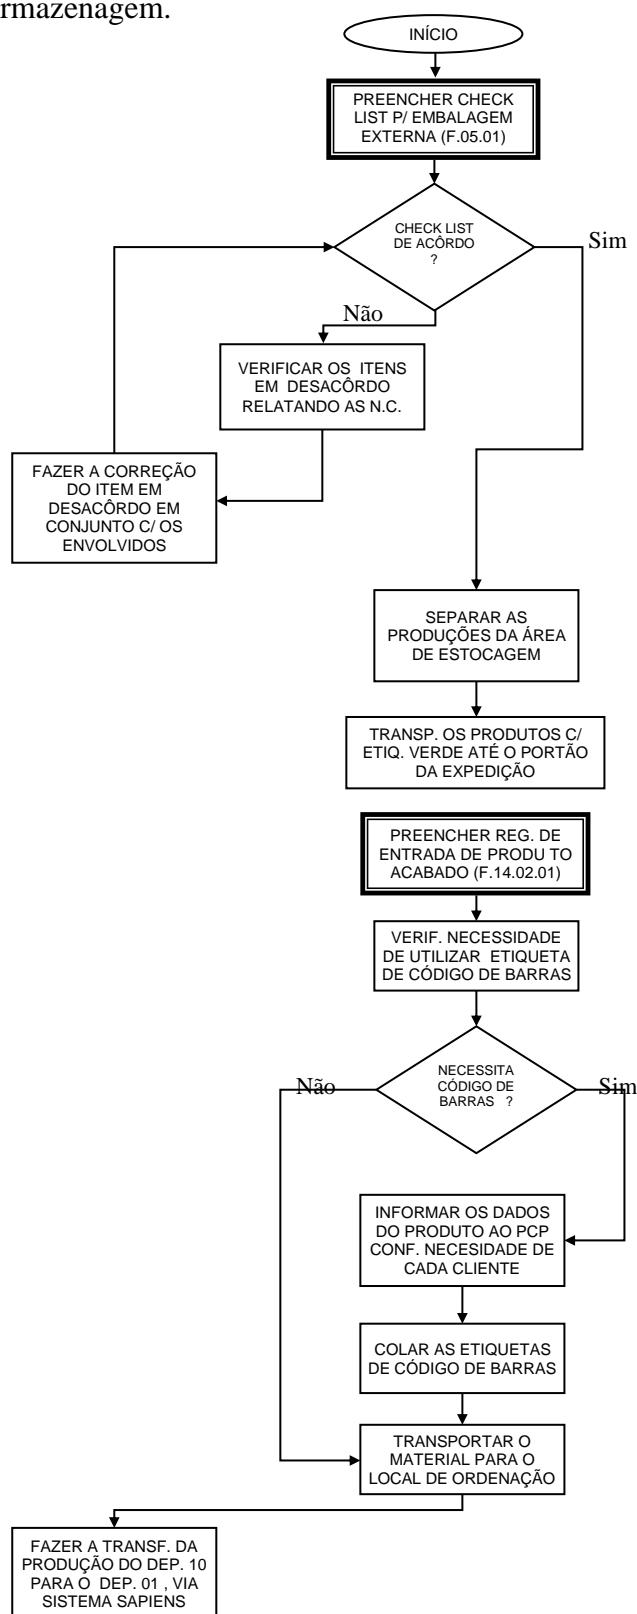 rmazenagem.
INÍCIO
PREENCHER CHECK
LIST P/ EMBALAGEM
EXTERNA (F.05.01)
CHECK LIST
DE ACÔRDO
?
Sim
Não
VERIFICAR OS ITENS
EM DESACÔRDO
RELATANDO AS N.C.
FAZER A CORREÇÃO
DO ITEM EM
DESACÔRDO EM
CONJUNTO C/ OS
ENVOLVIDOS
SEPARAR AS
PRODUÇÕES DA ÁREA
DE ESTOCAGEM
TRANSP. OS PRODUTOS C/
ETIQ. VERDE ATÉ O PORTÃO
DA EXPEDIÇÃO
PREENCHER REG. DE
ENTRADA DE PRODU TO
ACABADO (F.14.02.01)
VERIF. NECESSIDADE
DE UTILIZAR ETIQUETA
DE CÓDIGO DE BARRAS
NECESSITA
CÓDIGO DE
BARRAS ?
Não
Sim
INFORMAR OS DADOS
DO PRODUTO AO PCP
CONF. NECESIDADE DE
CADA CLIENTE
COLAR AS ETIQUETAS
DE CÓDIGO DE BARRAS
TRANSPORTAR O
MATERIAL PARA O
LOCAL DE ORDENAÇÃO
FAZER A TRANSF. DA
PRODUÇÃO DO DEP. 10
PARA O DEP. 01 , VIA
SISTEMA SAPIENS